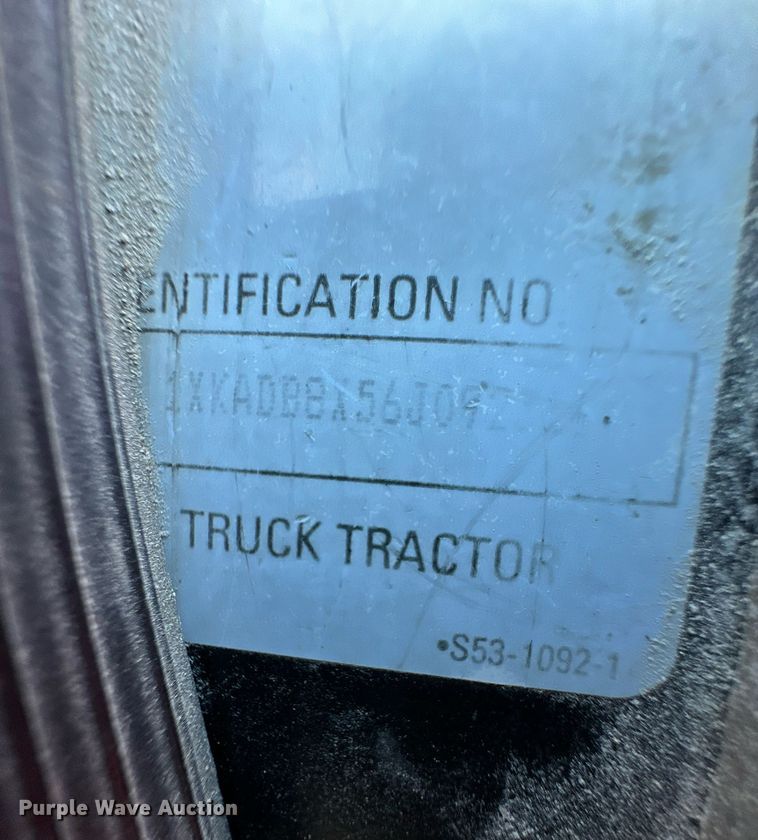 ENTIFICATION NO
TRUCK TRACTOR
•S53-1092-1
Purple Wave Auction